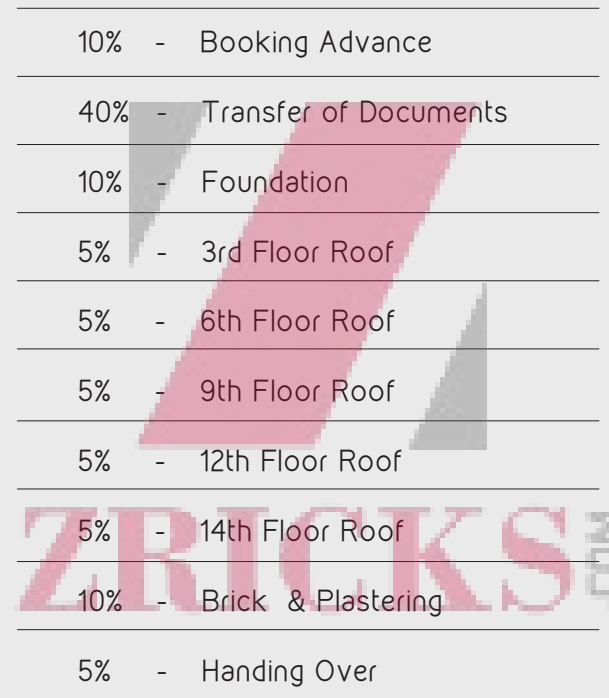 10% - Booking Advance
40% - Transfer of Documents
10% - Foundation
5% - 3rd Floor Roof
5% - 6th Floor Roof
5% - 9th Floor Roof
5% - 12th Floor Roof
5% - 14th Floor Roof
ZRICKS
10% - Brick & Plastering
5% - Handing Over